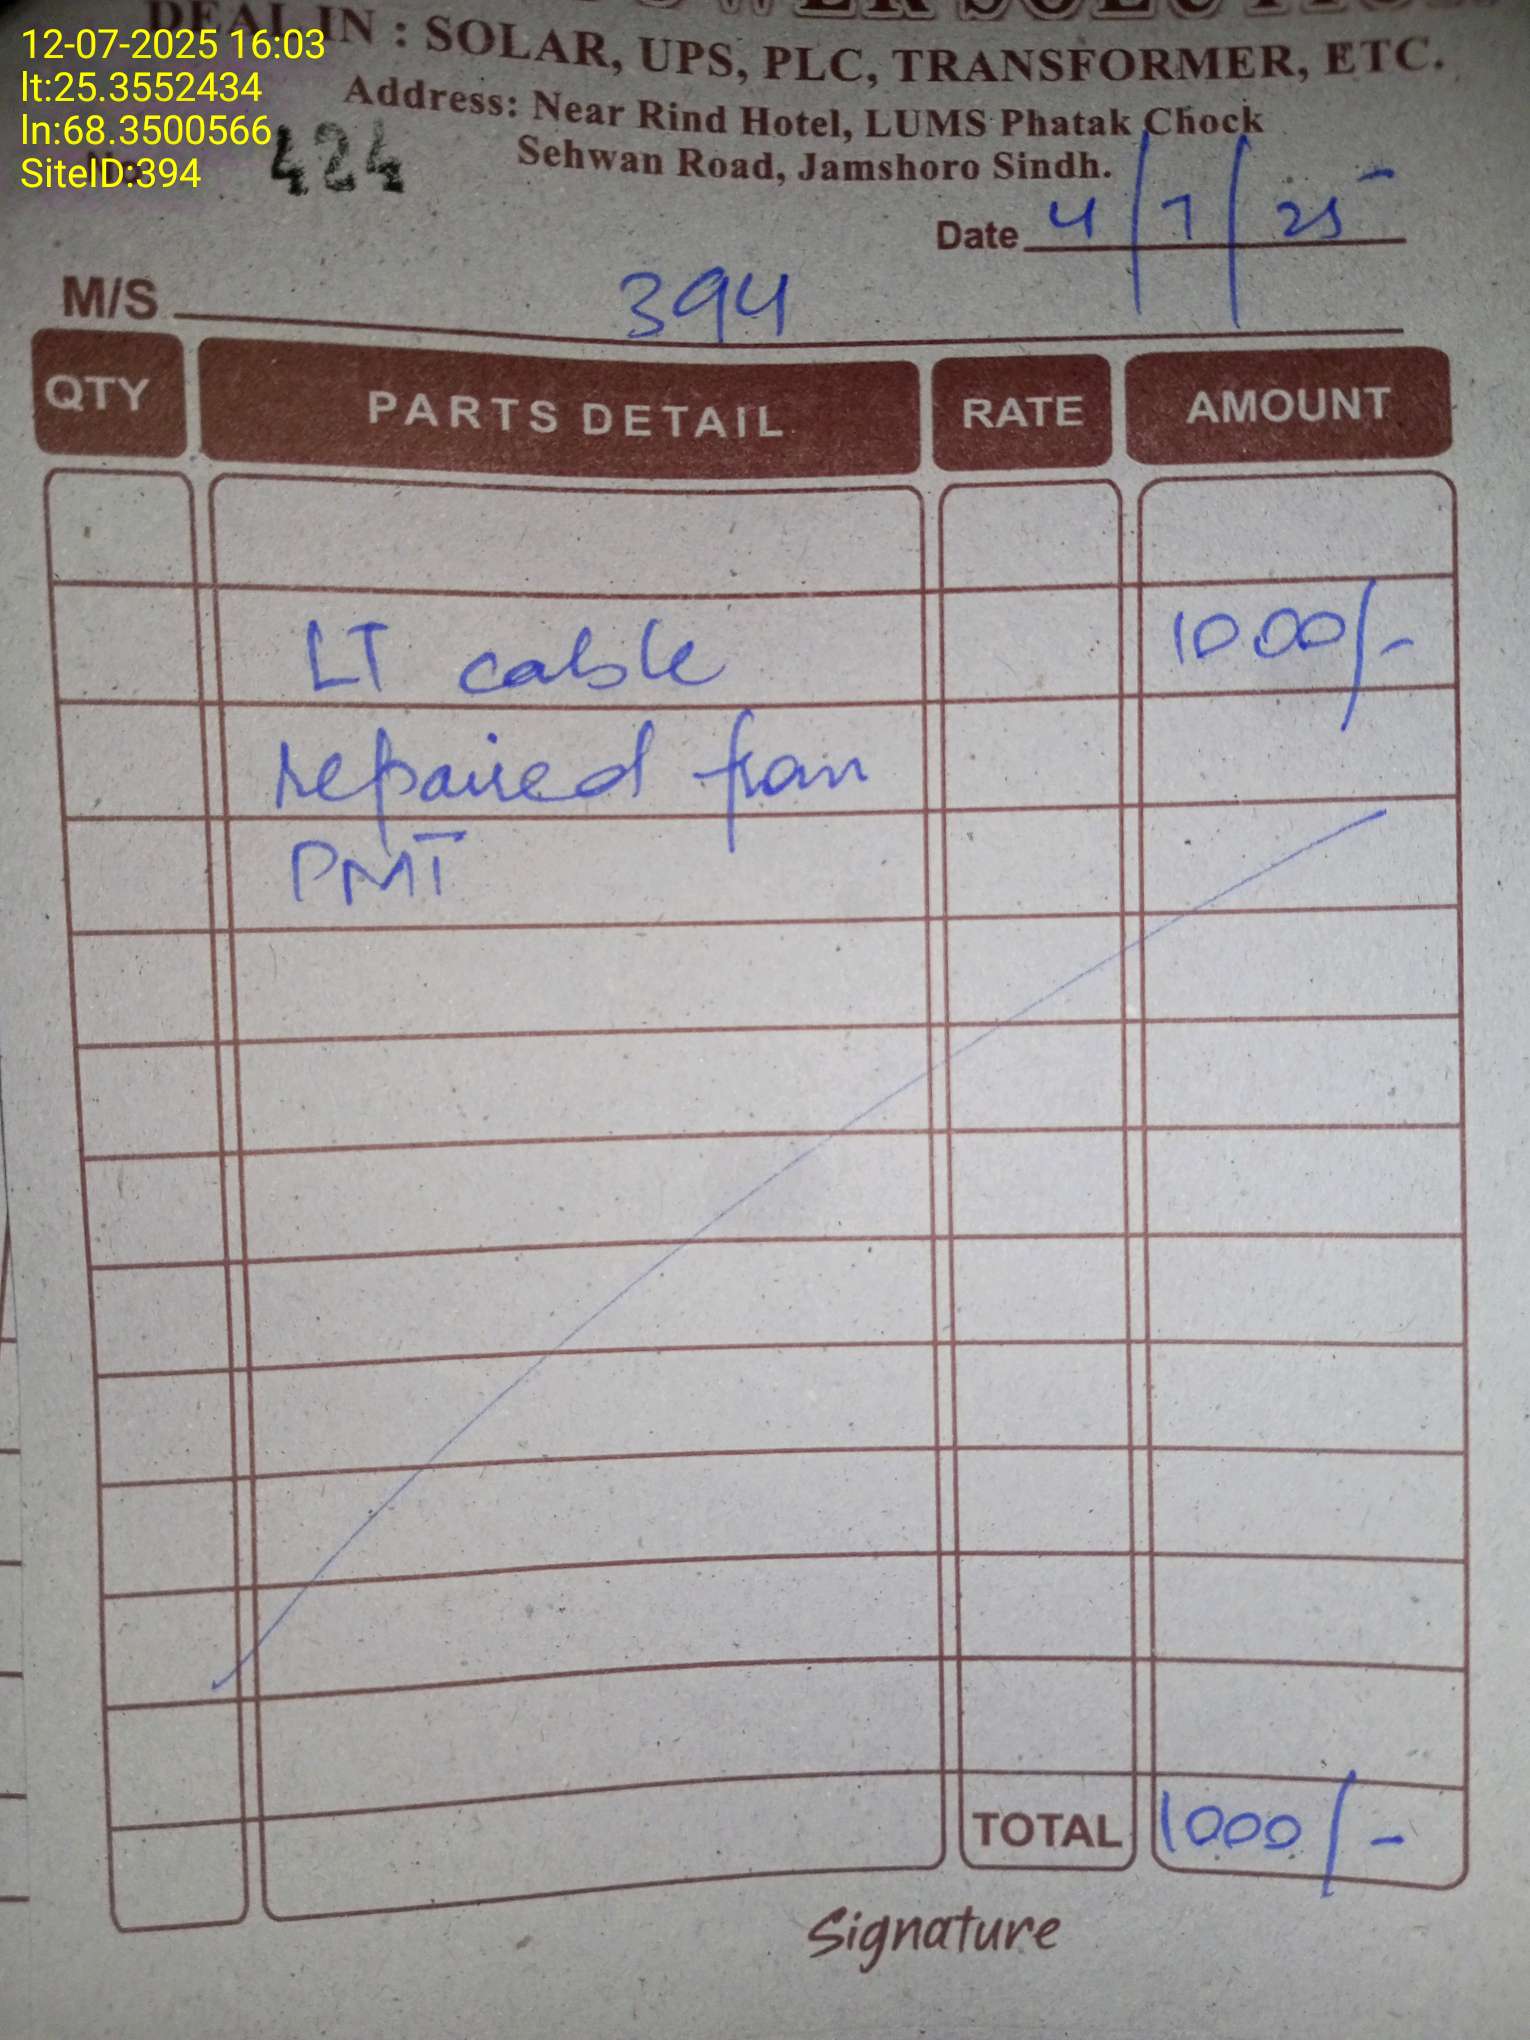 12-07-2025 16:03
lt:25.3552434
ln:68.3500566
SiteID:394
DEAL IN : SOLAR, UPS, PLC, TRANSFORMER, ETC.
Address: Near Rind Hotel, LUMS Phatak Chock
Sehwan Road, Jamshoro Sindh.
424
Date 4/7/25
M/S 394
QTY PARTS DETAIL RATE AMOUNT
LT cable 1000/-
repaired from
PMT
TOTAL 1000/-
Signature